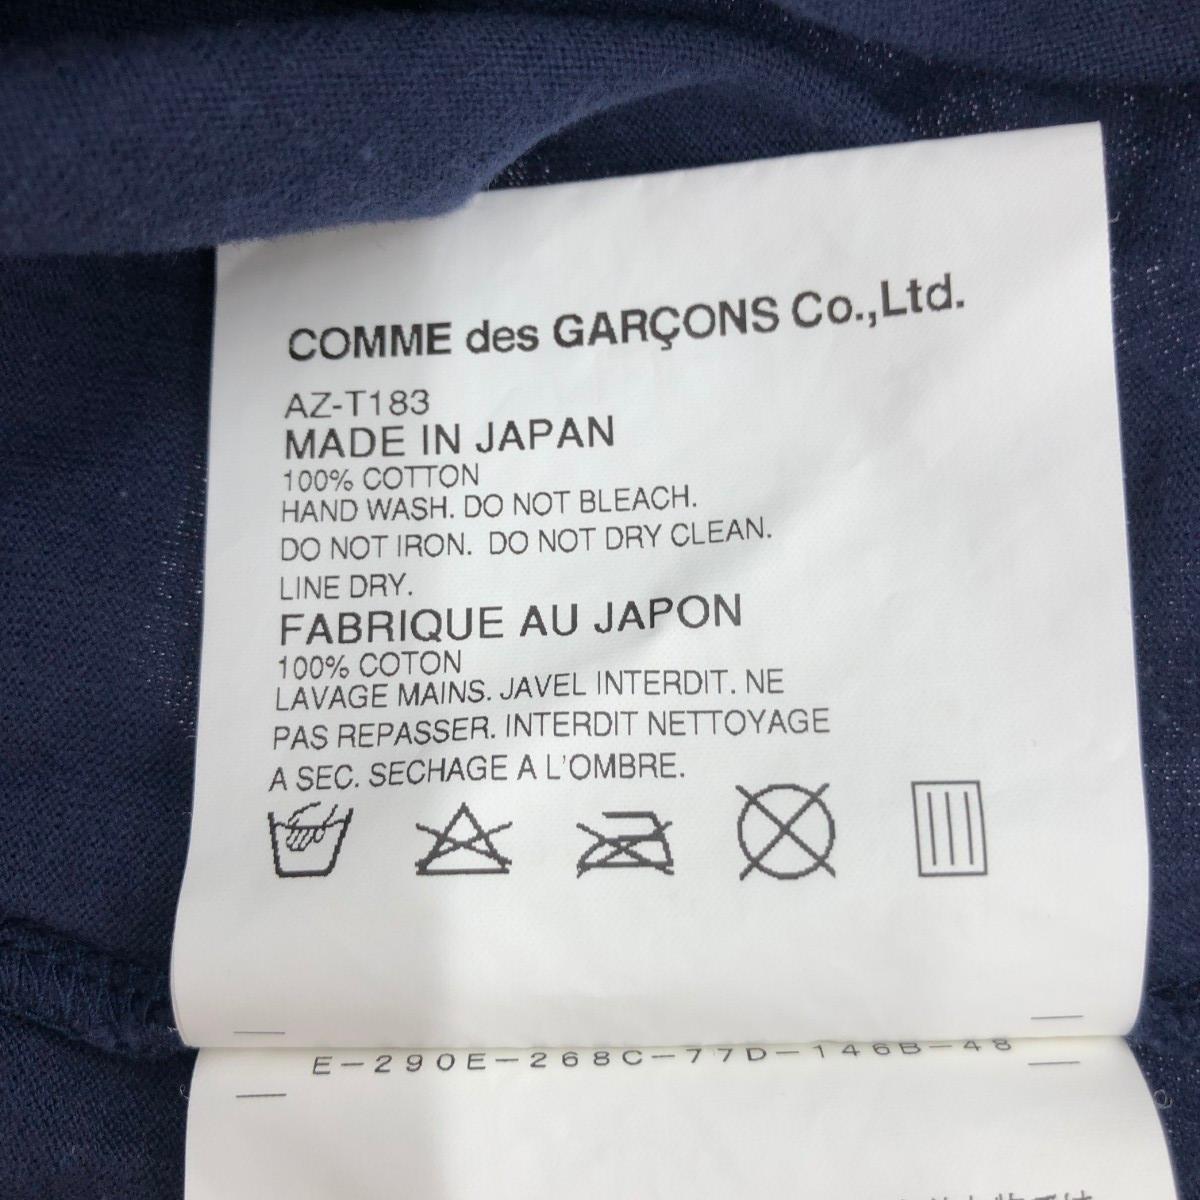 COMME des GARÇONS Co.,Ltd.
AZ-T183
MADE IN JAPAN
100% COTTON
HAND WASH. DO NOT BLEACH.
DO NOT IRON. DO NOT DRY CLEAN.
LINE DRY.
FABRIQUE AU JAPON
100% COTON
LAVAGE MAINS. JAVEL INTERDIT. NE
PAS REPASSER. INTERDIT NETTOYAGE
A SEC. SECHAGE A L'OMBRE.
E-290E-268C-77D-146B-48